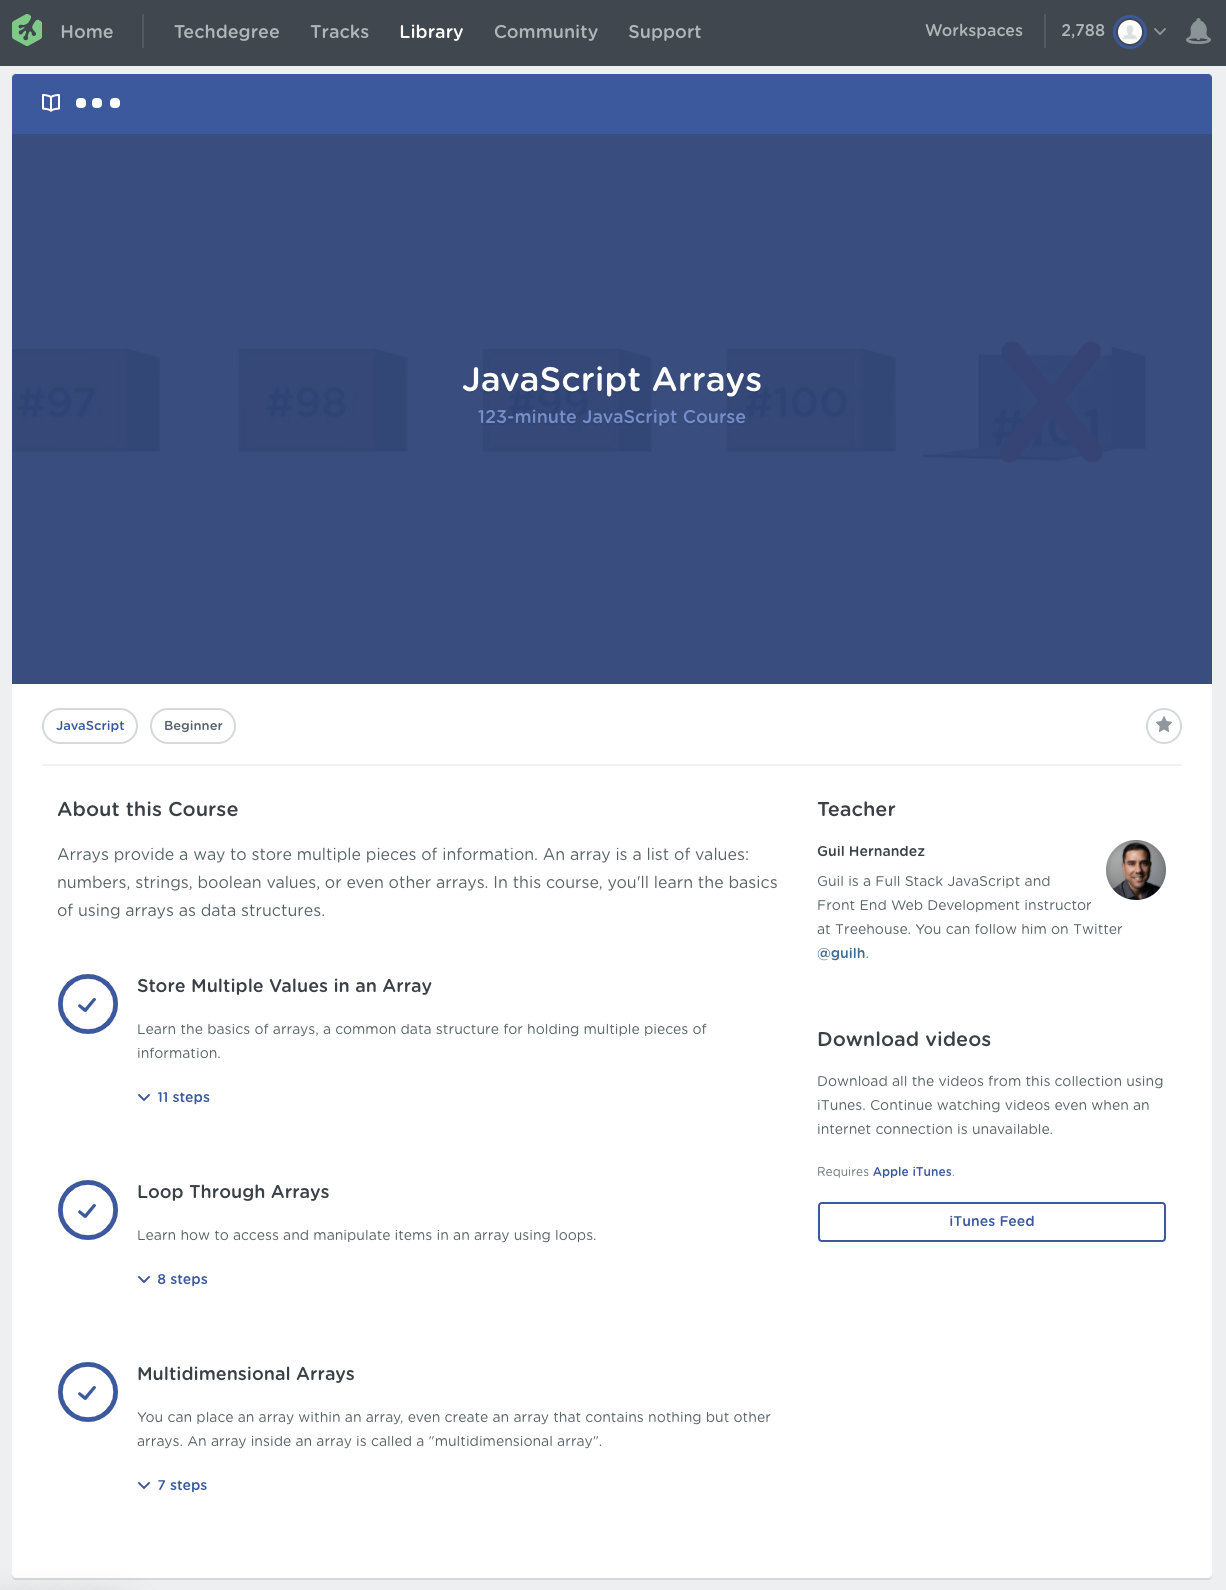 Home
Techdegree
Tracks
Library
Community
Support
Workspaces
2,788
#97
#98
#99
#100
#101
JavaScript Arrays
123-minute JavaScript Course
JavaScript
Beginner
About this Course
Arrays provide a way to store multiple pieces of information. An array is a list of values:
numbers, strings, boolean values, or even other arrays. In this course, you'll learn the basics
of using arrays as data structures.
Store Multiple Values in an Array
Learn the basics of arrays, a common data structure for holding multiple pieces of
information.
11 steps
Loop Through Arrays
Learn how to access and manipulate items in an array using loops.
8 steps
Multidimensional Arrays
You can place an array within an array, even create an array that contains nothing but other
arrays. An array inside an array is called a "multidimensional array".
7 steps
Teacher
Guil Hernandez
Guil is a Full Stack JavaScript and
Front End Web Development instructor
at Treehouse. You can follow him on Twitter
@guilh.
Download videos
Download all the videos from this collection using
iTunes. Continue watching videos even when an
internet connection is unavailable.
Requires Apple iTunes.
iTunes Feed